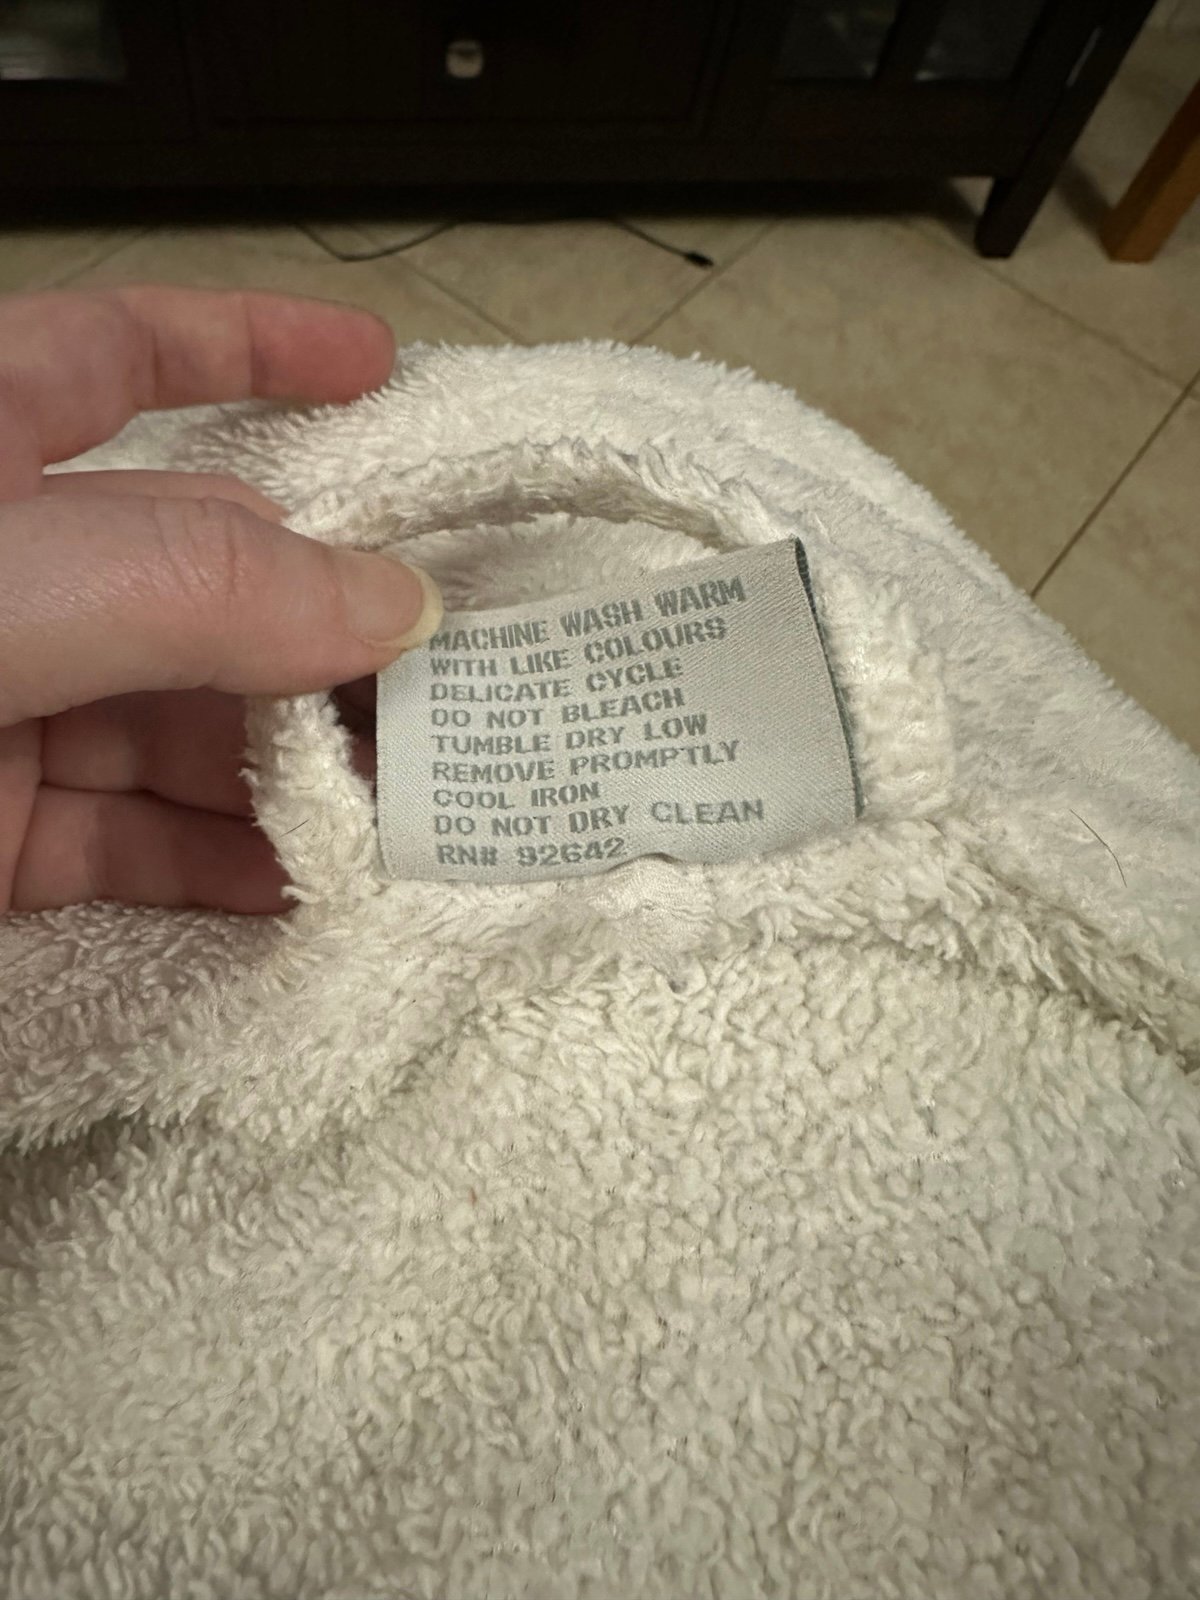 MACHINE WASH WARM
WITH LIKE COLOURS
DELICATE CYCLE
DO NOT BLEACH
TUMBLE DRY LOW
REMOVE PROMPTLY
COOL IRON
DO NOT DRY CLEAN
RN# 92642